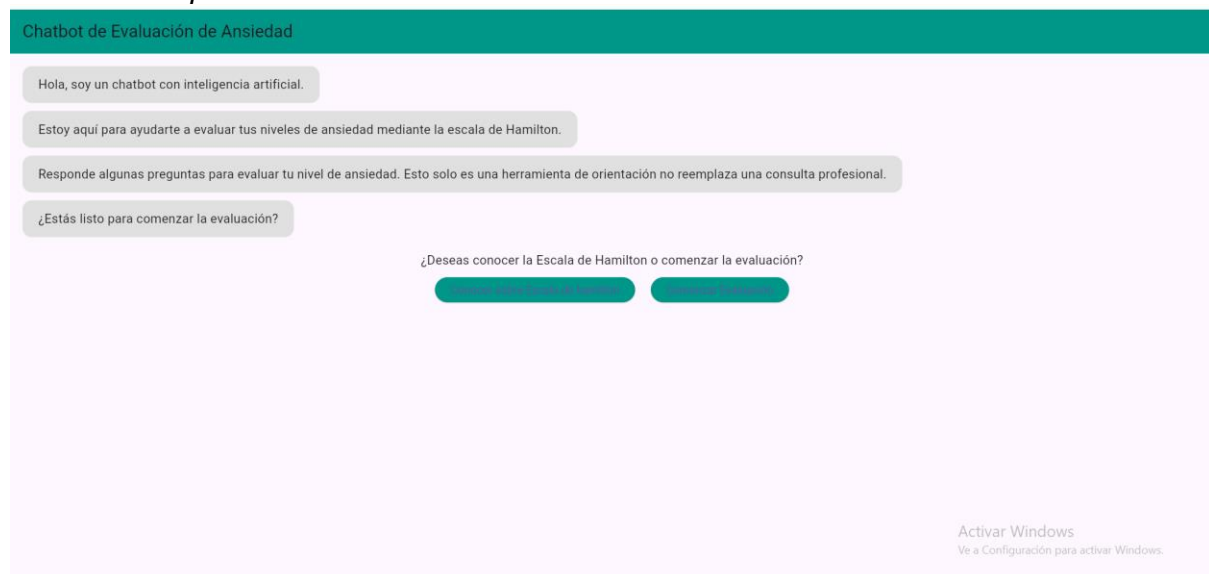 Chatbot de Evaluación de Ansiedad
Hola, soy un chatbot con inteligencia artificial.
Estoy aquí para ayudarte a evaluar tus niveles de ansiedad mediante la escala de Hamilton.
Responde algunas preguntas para evaluar tu nivel de ansiedad. Esto solo es una herramienta de orientación no reemplaza una consulta profesional.
¿Estás listo para comenzar la evaluación?
¿Deseas conocer la Escala de Hamilton o comenzar la evaluación?
Activar Windows
Ve a Configuración para activar Windows.